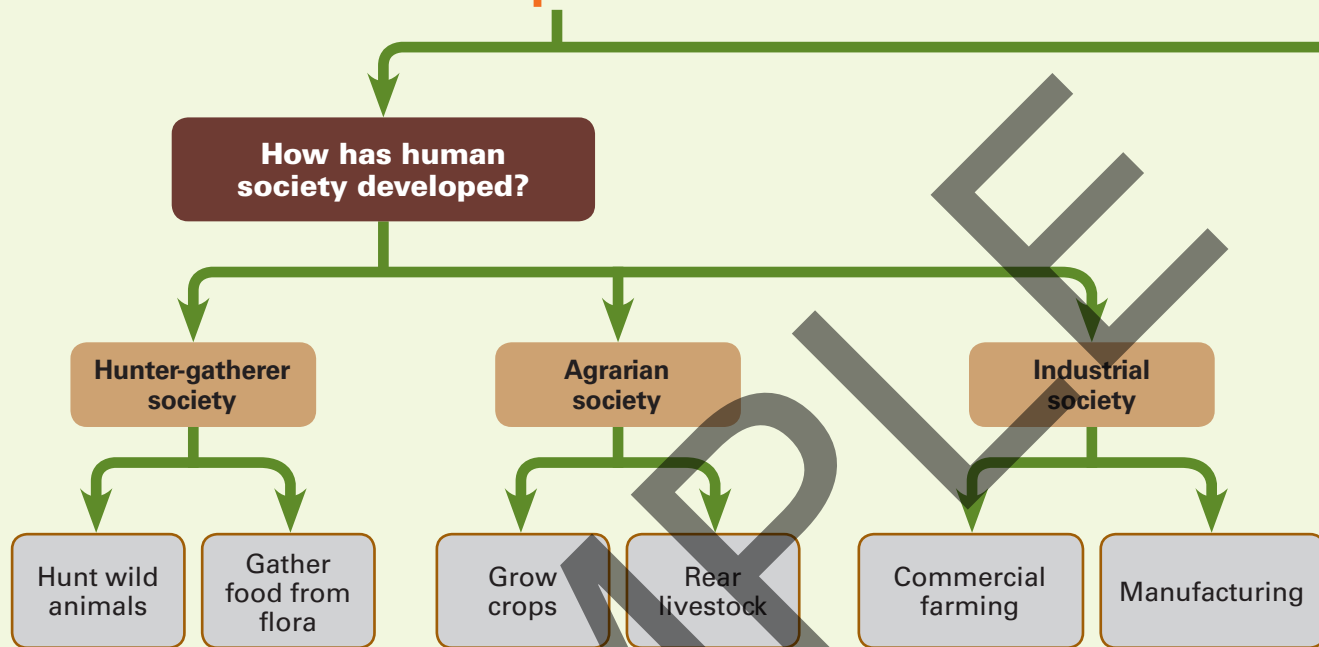 How has human
society developed?
Hunter-gatherer
society
Agrarian
society
Industrial
society
Hunt wild
animals
Gather
food from
flora
Grow
crops
Rear
livestock
Commercial
farming
Manufacturing